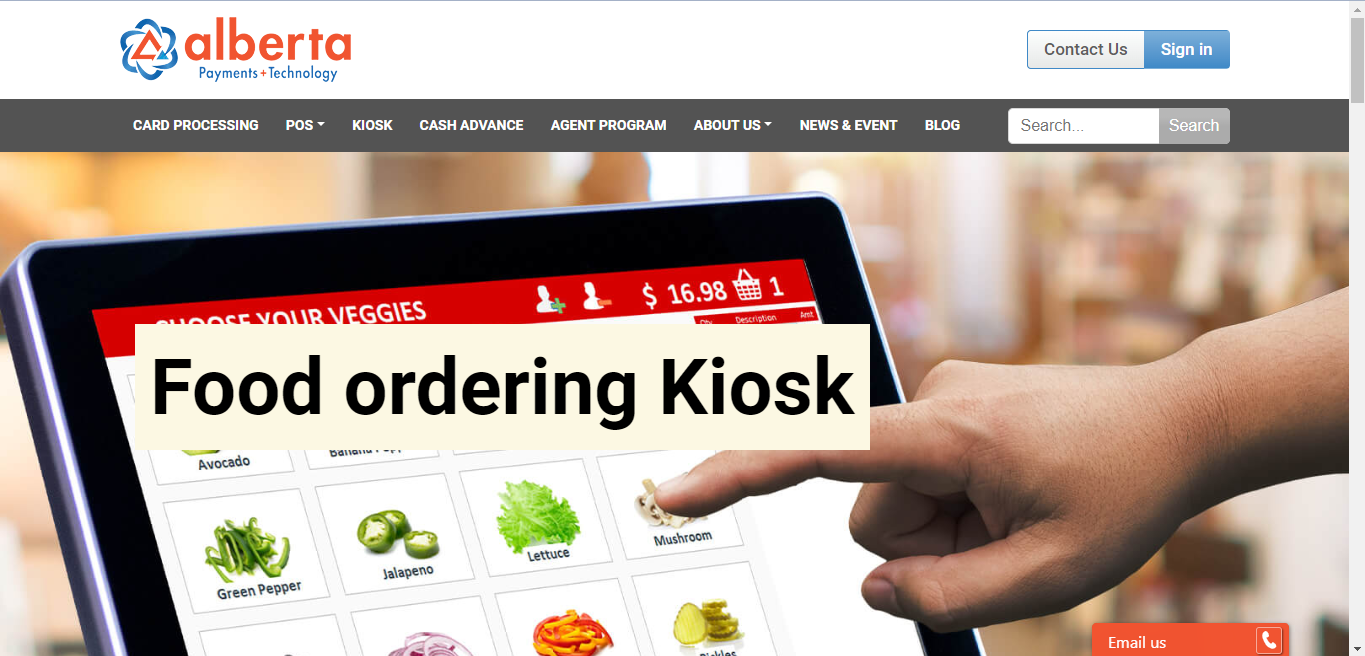 alberta
Payments+Technology
Contact Us
Sign in
CARD PROCESSING
POS
KIOSK
CASH ADVANCE
AGENT PROGRAM
ABOUT US
NEWS & EVENT
BLOG
Search...
Search
CHOOSE YOUR VEGGIES
$ 16.98
1
Qty
Description
Amt
Food ordering Kiosk
Avocado
Banana
Green Pepper
Jalapeno
Lettuce
Mushroom
Pickles
Email us